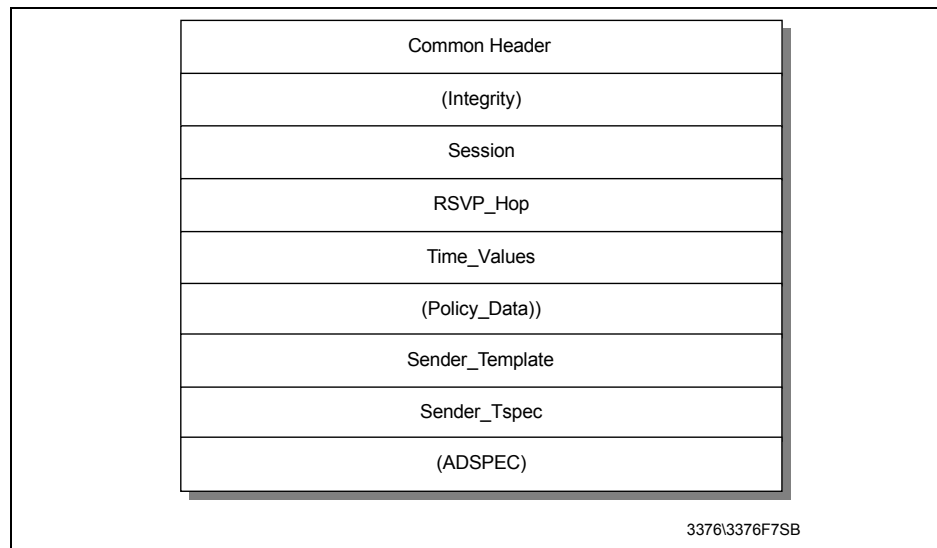 Common Header
(Integrity)
Session
RSVP_Hop
Time_Values
(Policy_Data))
Sender_Template
Sender_Tspec
(ADSPEC)
3376\3376F7SB